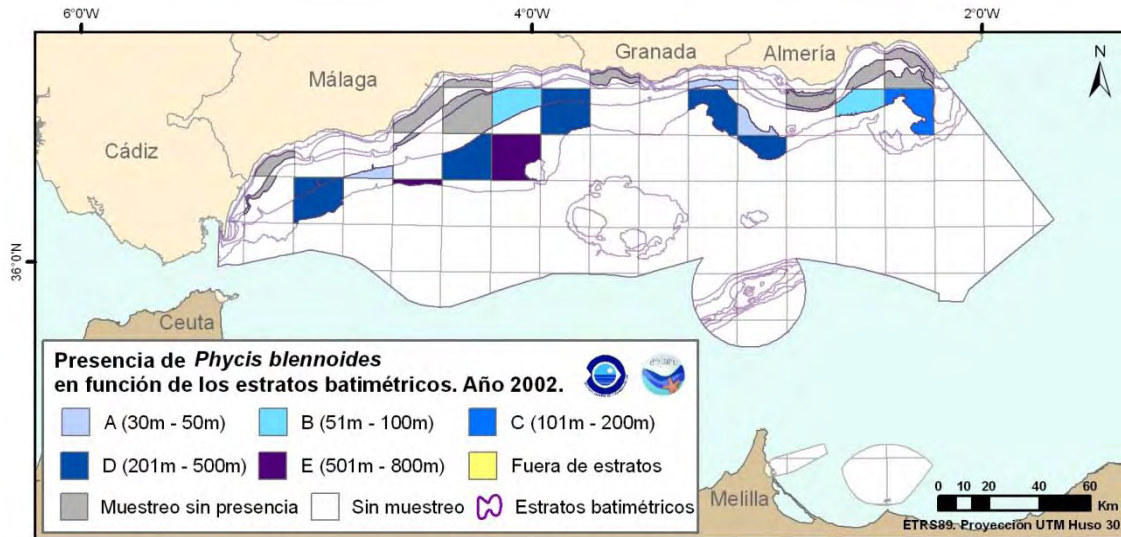 6°0'W
4°0'W
2°0'W
Granada
Almería
N
Málaga
Cádiz
36°0'N
Ceuta
Presencia de Phycis blennoides
en función de los estratos batimétricos. Año 2002.
A (30m - 50m)
B (51m - 100m)
C (101m - 200m)
D (201m - 500m)
E (501m - 800m)
Fuera de estratos
Muestreo sin presencia
Sin muestreo
Estratos batimétricos
Melilla
0 10 20 40 60
Km
ETRS89. Proyección UTM Huso 30